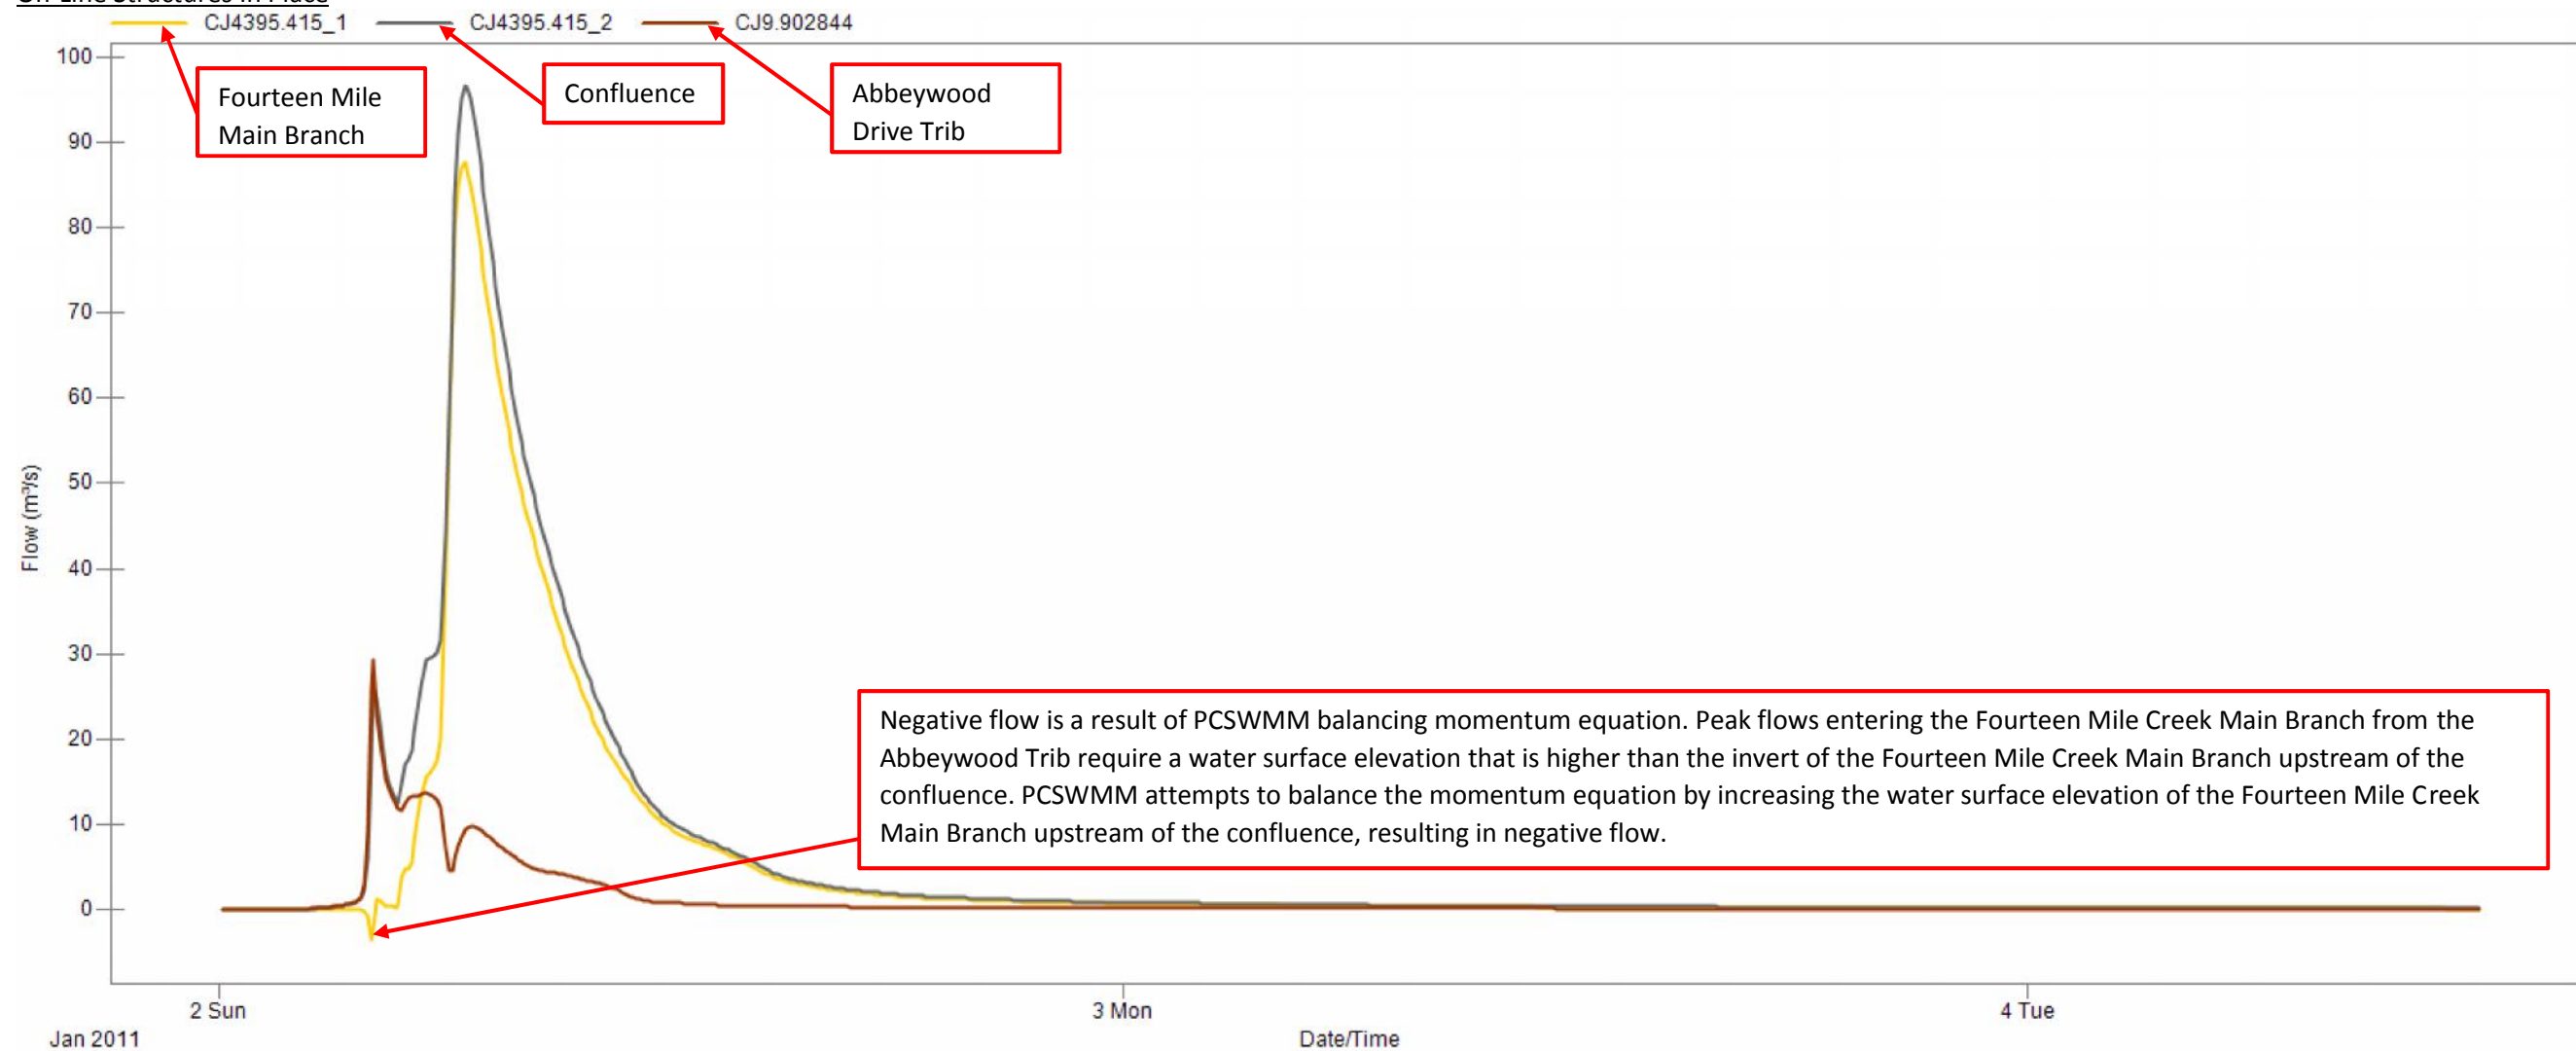 CJ4395.415_1 CJ4395.415_2 CJ9.902844
Fourteen Mile
Main Branch
Confluence
Abbeywood
Drive Trib
100
90
80
70
60
50
40
30
20
10
0
Flow (m³/s)
Negative flow is a result of PCSWMM balancing momentum equation. Peak flows entering the Fourteen Mile Creek Main Branch from the
Abbeywood Trib require a water surface elevation that is higher than the invert of the Fourteen Mile Creek Main Branch upstream of the
confluence. PCSWMM attempts to balance the momentum equation by increasing the water surface elevation of the Fourteen Mile Creek
Main Branch upstream of the confluence, resulting in negative flow.
2 Sun 3 Mon 4 Tue
Jan 2011 Date/Time